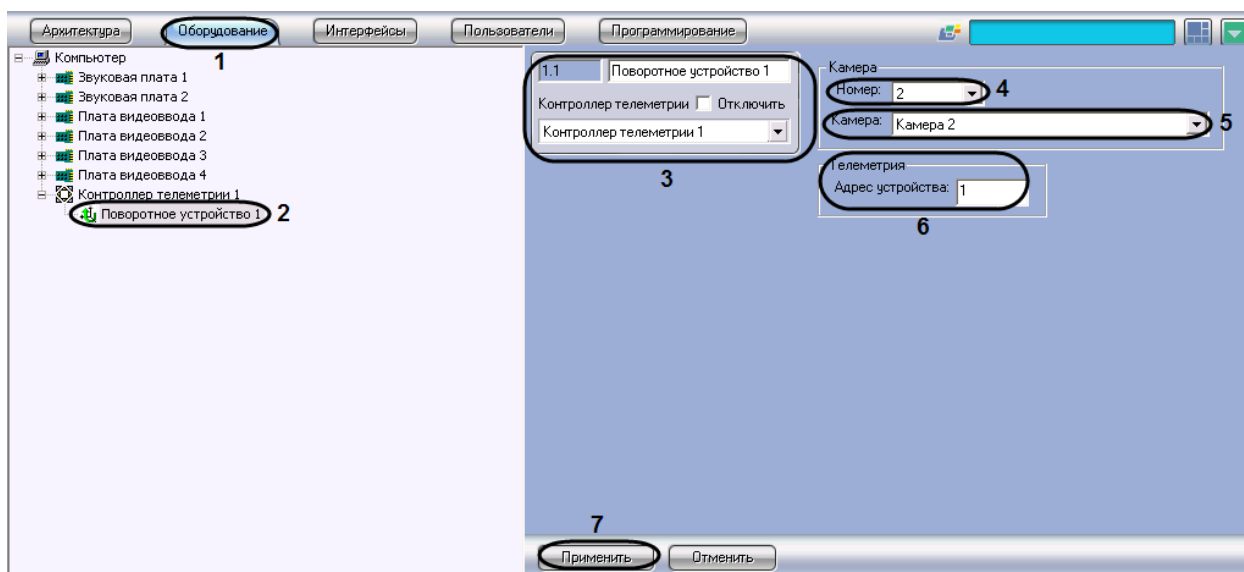 Архитектура Оборудование Интерфейсы Пользователи Программирование
1
Компьютер
Звуковая плата 1
Звуковая плата 2
Плата видеоввода 1
Плата видеоввода 2
Плата видеоввода 3
Плата видеоввода 4
Контроллер телеметрии 1
Поворотное устройство 1 2
1.1 Поворотное устройство 1
Контроллер телеметрии Отключить
Контроллер телеметрии 1
3
Камера
Номер: 2 4
Камера: Камера 2 5
Телеметрия
Адрес устройства: 1
6
7
Применить Отменить